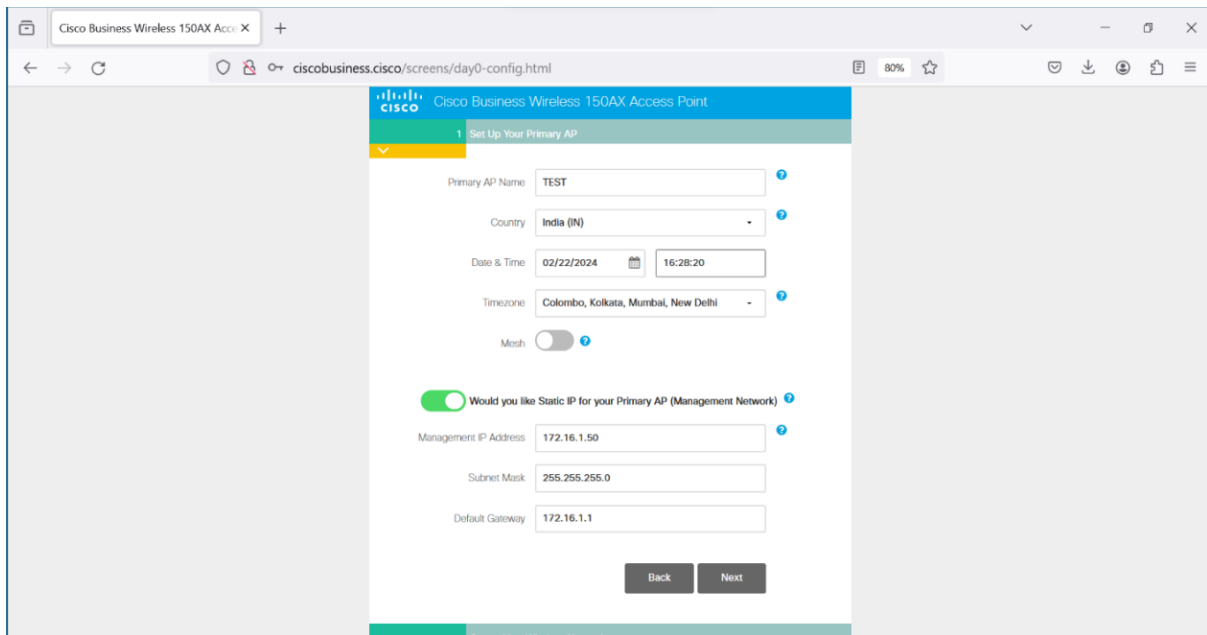 Cisco Business Wireless 150AX Acce
ciscobusiness.cisco/screens/day0-config.html
80%
CISCO
Cisco Business Wireless 150AX Access Point
1 Set Up Your Primary AP
Primary AP Name TEST
Country India (IN)
Date & Time 02/22/2024 16:28:20
Timezone Colombo, Kolkata, Mumbai, New Delhi
Mesh
Would you like Static IP for your Primary AP (Management Network)
Management IP Address 172.16.1.50
Subnet Mask 255.255.255.0
Default Gateway 172.16.1.1
Back Next